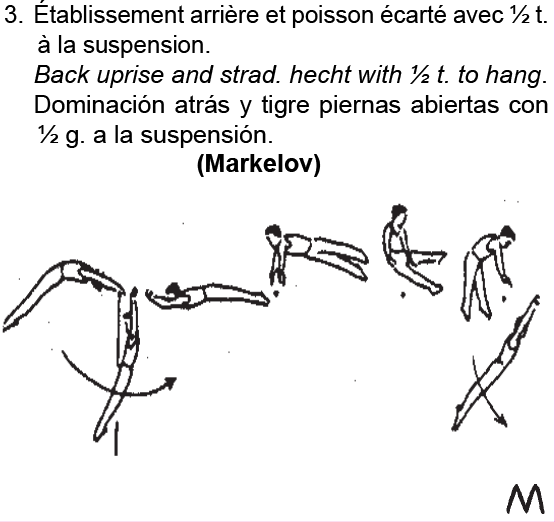 3. Établissement arrière et poisson écarté avec ½ t.
à la suspension.
Back uprise and strad. hecht with ½ t. to hang.
Dominación atrás y tigre piernas abiertas con
½ g. a la suspensión.
(Markelov)
M